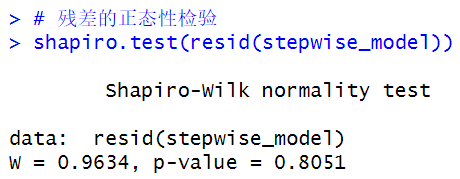 > # 残差的正态性检验
> shapiro.test(resid(stepwise_model))
Shapiro-Wilk normality test
data:  resid(stepwise_model)
W = 0.9634, p-value = 0.8051